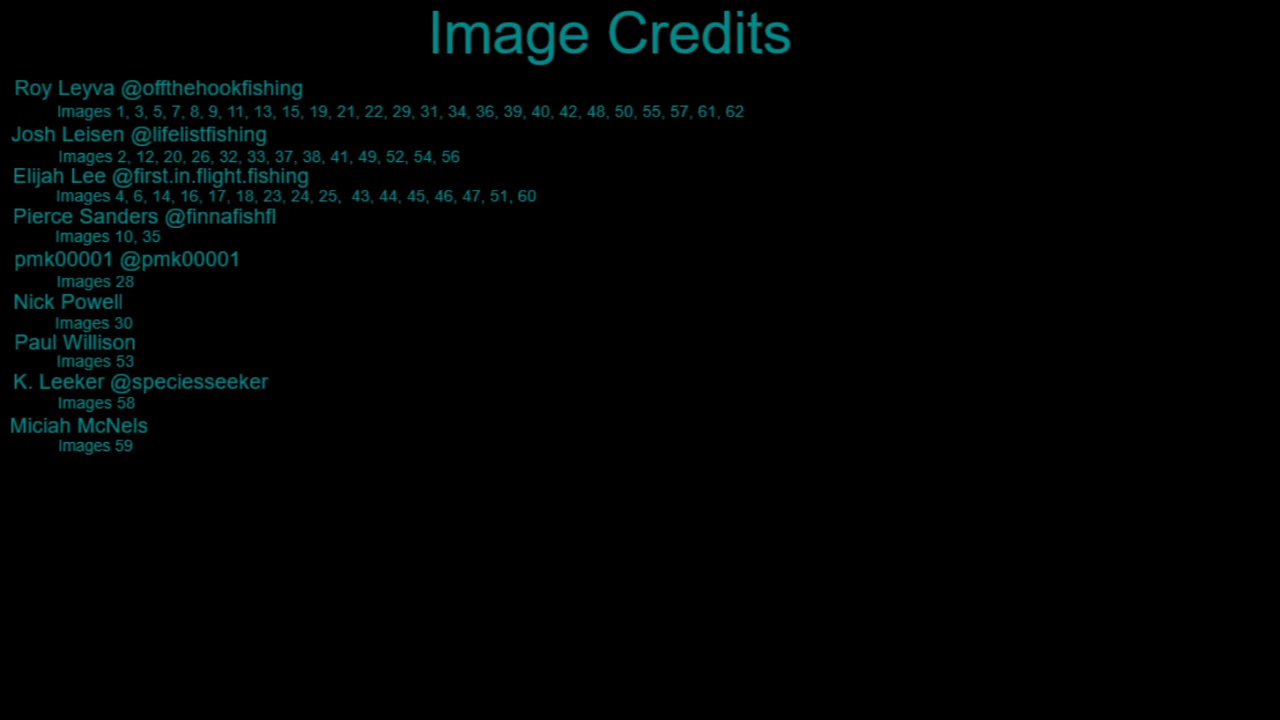 Image Credits
Roy Leyva @offthehookfishing
Images 1, 3, 5, 7, 8, 9, 11, 13, 15, 19, 21, 22, 29, 31, 34, 36, 39, 40, 42, 48, 50, 55, 57, 61, 62
Josh Leisen @lifelistfishing
Images 2, 12, 20, 26, 32, 33, 37, 38, 41, 49, 52, 54, 56
Elijah Lee @first.in.flight.fishing
Images 4, 6, 14, 16, 17, 18, 23, 24, 25,  43, 44, 45, 46, 47, 51, 60
Pierce Sanders @finnafishfl
Images 10, 35
pmk00001 @pmk00001
Images 28
Nick Powell
Images 30
Paul Willison
Images 53
K. Leeker @speciesseeker
Images 58
Miciah McNels
Images 59